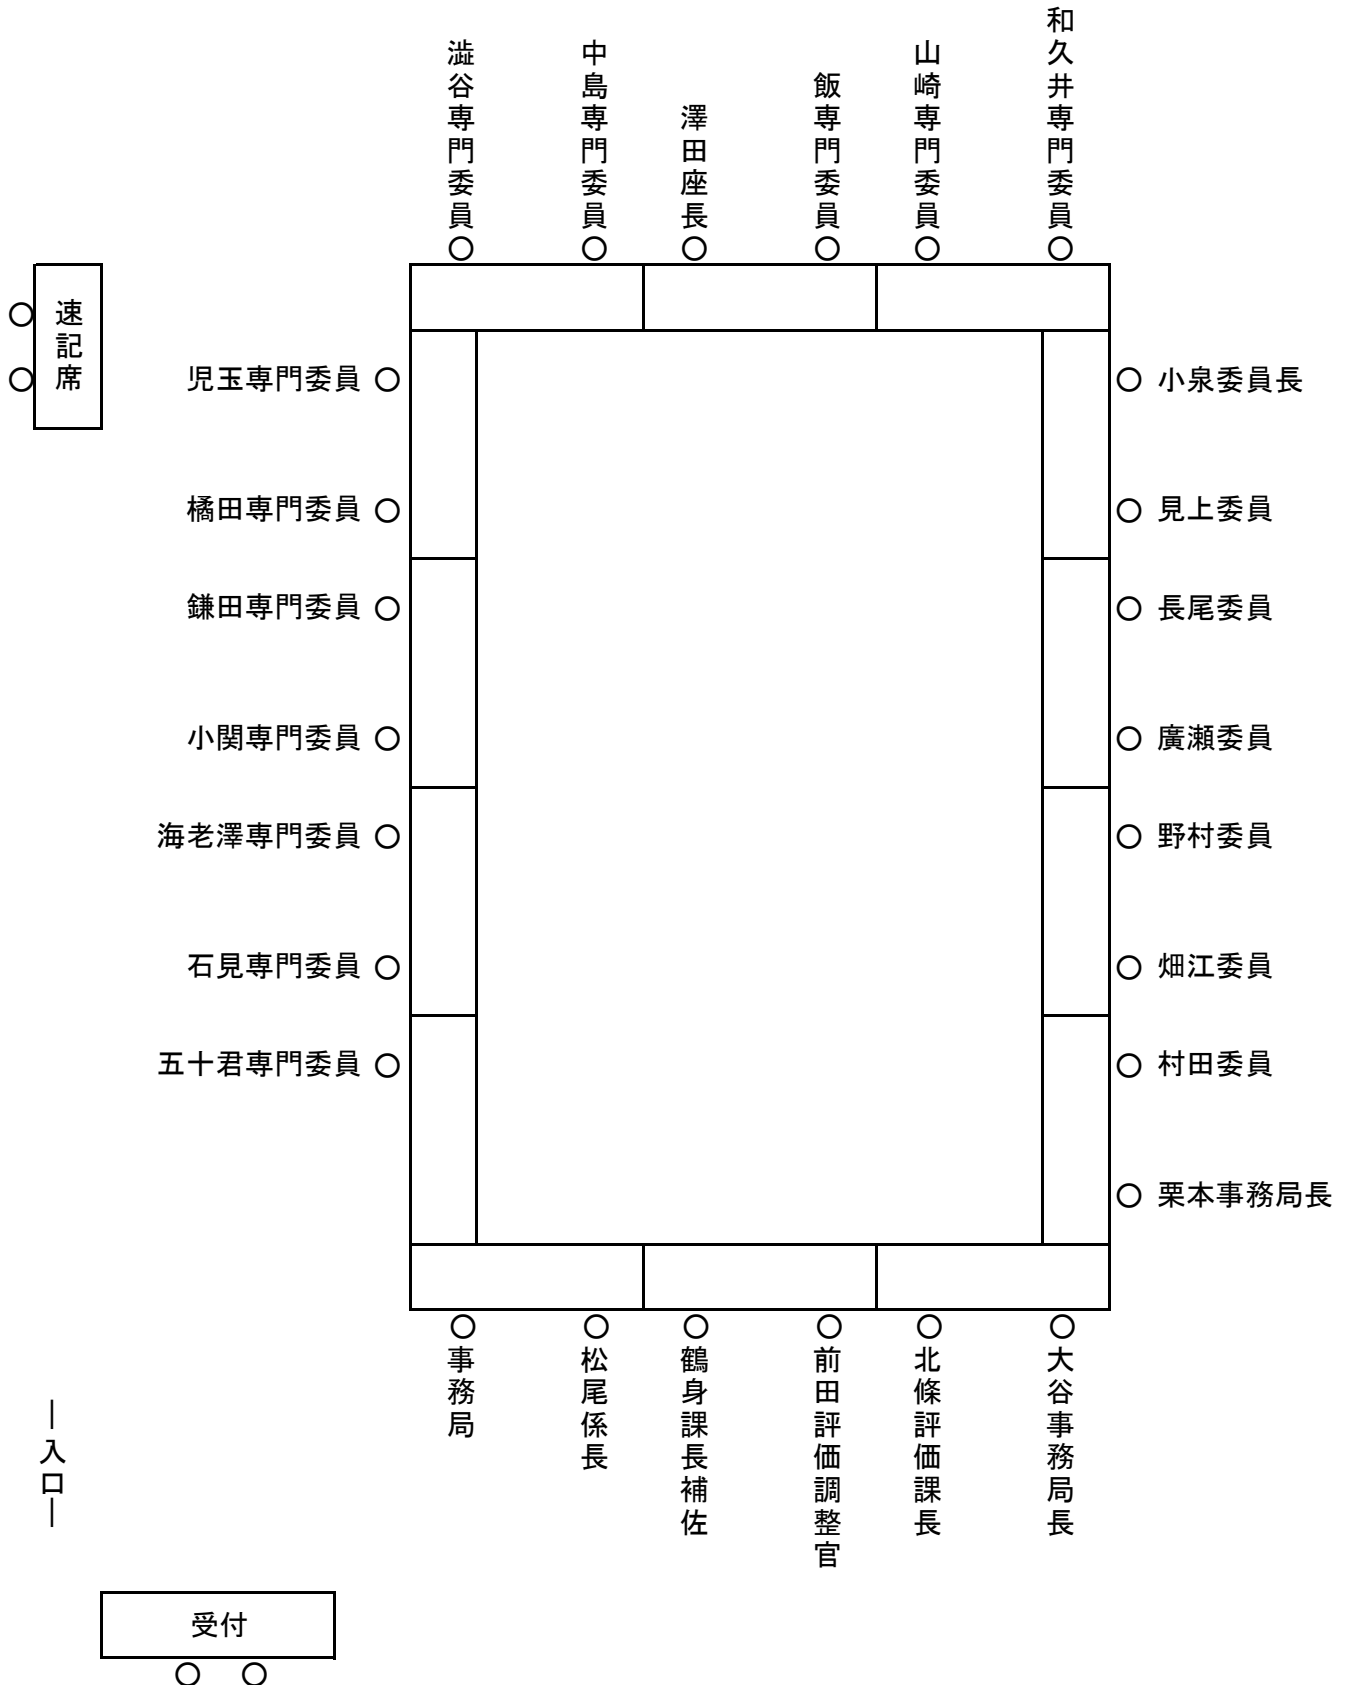 和久井専門委員
山崎専門委員
飯専門委員
澤田座長
中島専門委員
澁谷専門委員
速記席
児玉専門委員
小泉委員長
橘田専門委員
見上委員
鎌田専門委員
長尾委員
小関専門委員
廣瀬委員
海老澤専門委員
野村委員
石見専門委員
畑江委員
五十君専門委員
村田委員
栗本事務局長
大谷事務局長
北條評価課長
前田評価調整官
鶴身課長補佐
松尾係長
事務局
―入口―
受付